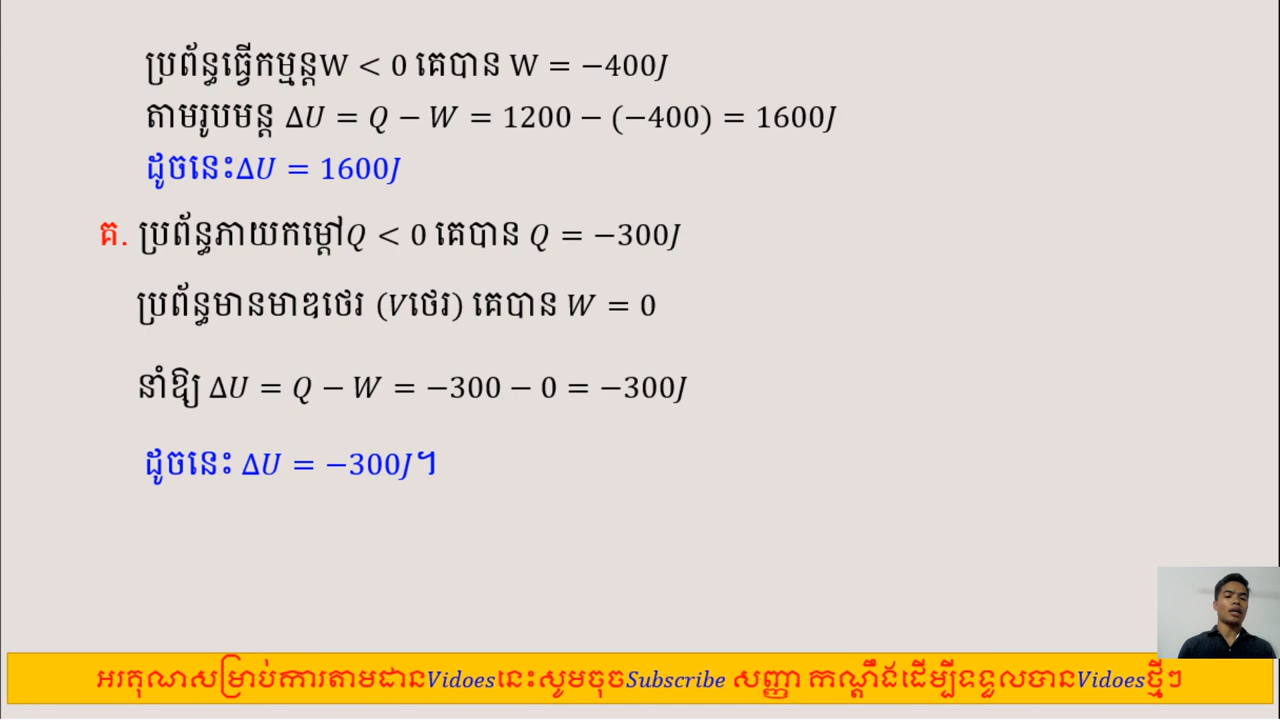 ប្រព័ន្ធធ្វើកម្មន្តW < 0 គេបាន W = −400J
តាមរូបមន្ត ΔU = Q − W = 1200 − (−400) = 1600J
ដូចនេះΔU = 1600J
គ. ប្រព័ន្ធភាយកម្តៅQ < 0 គេបាន Q = −300J
ប្រព័ន្ធមានមាឌថេរ (Vថេរ) គេបាន W = 0
នាំឱ្យ ΔU = Q − W = −300 − 0 = −300J
ដូចនេះ ΔU = −300J។
អរគុណសម្រាប់ការតាមដានVidoesនេះសូមចុចSubscribe សញ្ញា កណ្ដឹងដើម្បីទទួលបានVidoesថ្មីៗ